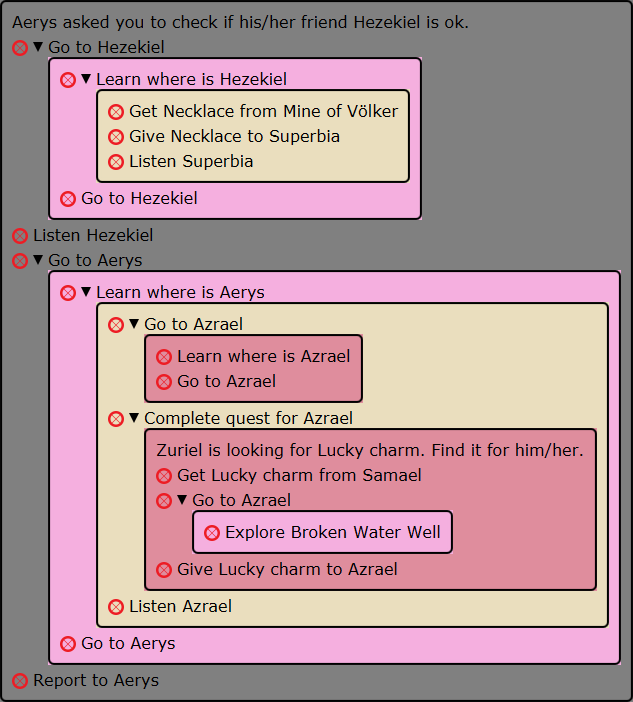 Aerys asked you to check if his/her friend Hezekiel is ok.
Go to Hezekiel
Learn where is Hezekiel
Get Necklace from Mine of Völker
Give Necklace to Superbia
Listen Superbia
Go to Hezekiel
Listen Hezekiel
Go to Aerys
Learn where is Aerys
Go to Azrael
Learn where is Azrael
Go to Azrael
Complete quest for Azrael
Zuriel is looking for Lucky charm. Find it for him/her.
Get Lucky charm from Samael
Go to Azrael
Explore Broken Water Well
Give Lucky charm to Azrael
Listen Azrael
Go to Aerys
Report to Aerys